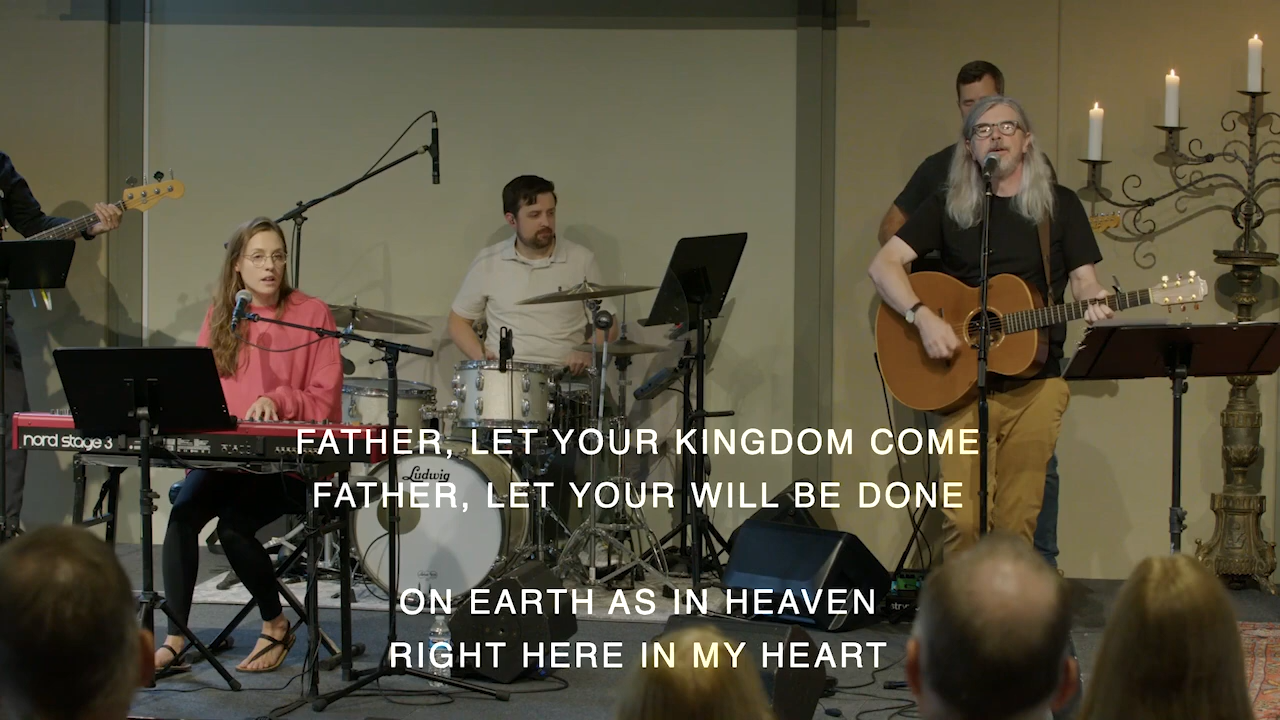 nord stage 3
Ludwig
FATHER, LET YOUR KINGDOM COME
FATHER, LET YOUR WILL BE DONE
ON EARTH AS IN HEAVEN
RIGHT HERE IN MY HEART